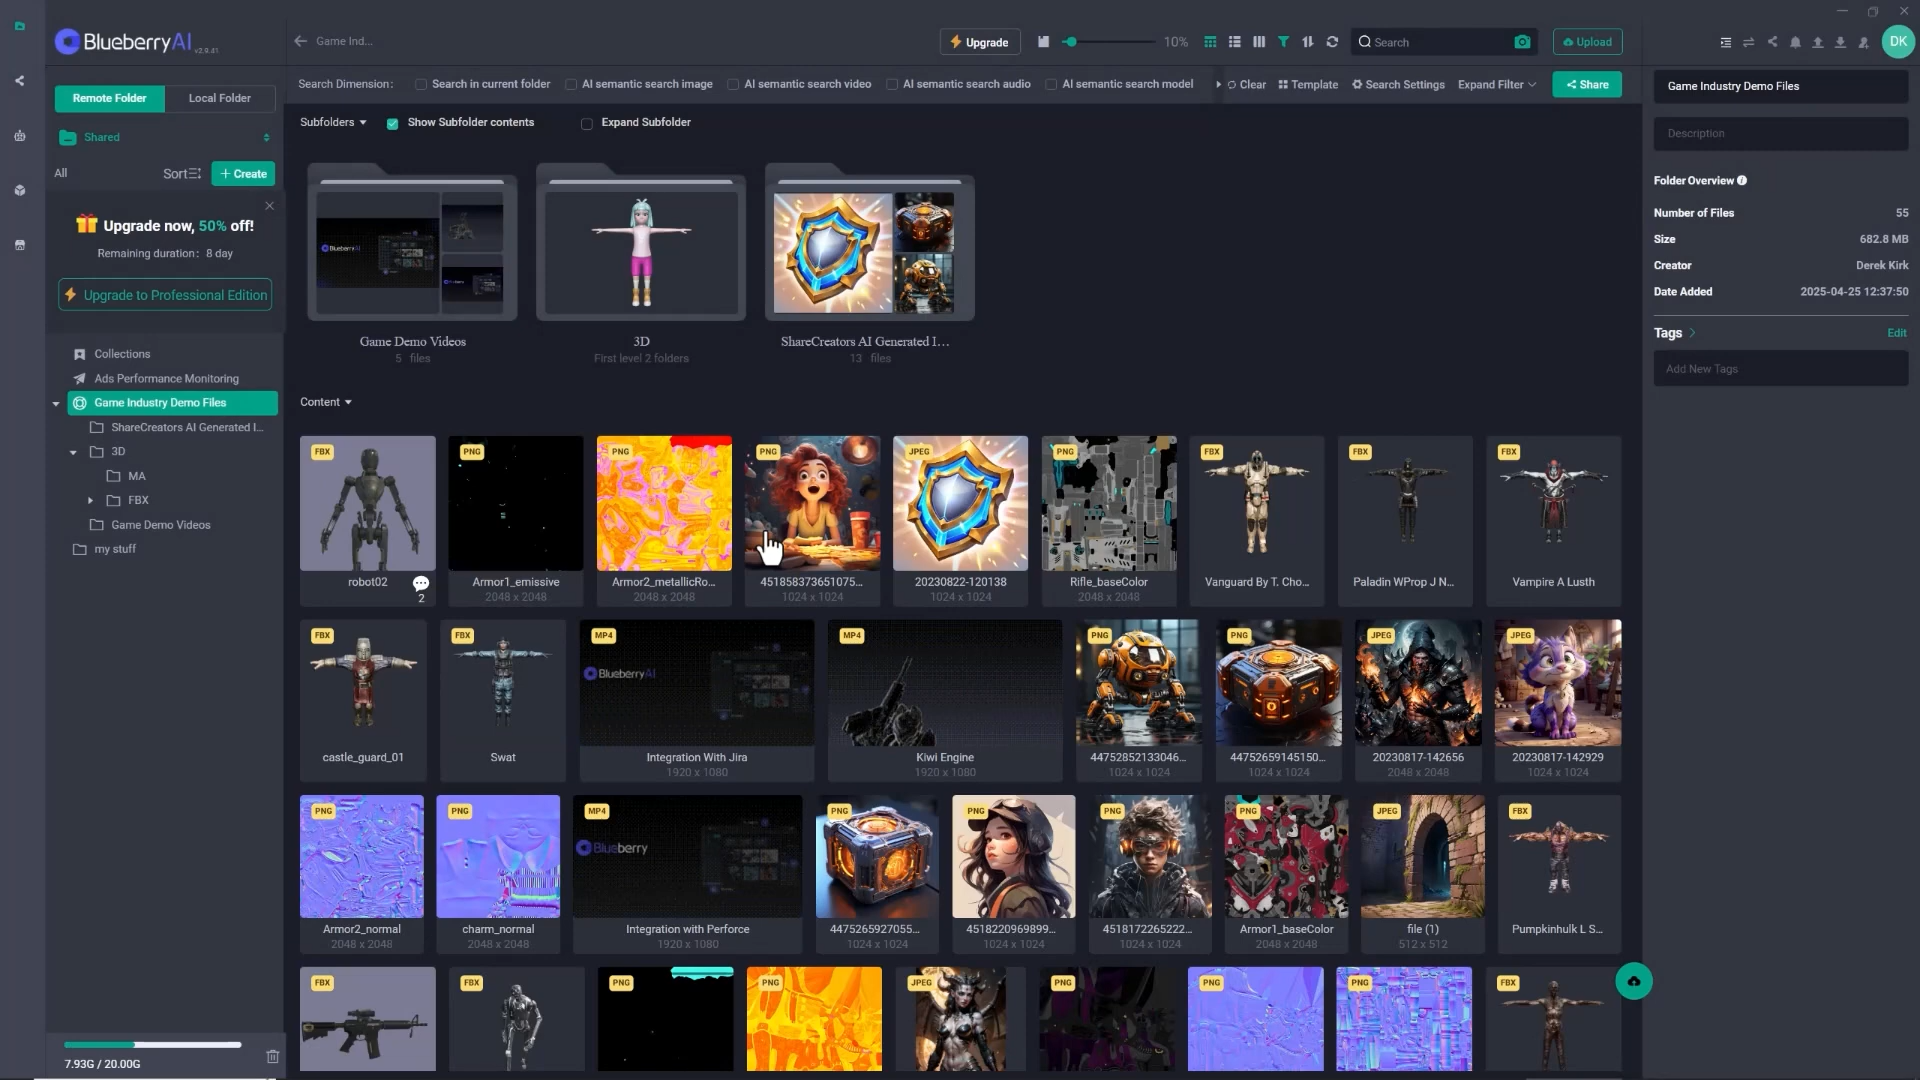 BlueberryAI v2.9.41
Game Ind...
Upgrade
10%
Search
Upload
DK
Remote Folder
Local Folder
Shared
All
Sort
+ Create
Upgrade now, 50% off!
Remaining duration: 8 day
Upgrade to Professional Edition
Collections
Ads Performance Monitoring
Game Industry Demo Files
ShareCreators AI Generated I...
3D
MA
FBX
Game Demo Videos
my stuff
7.93G / 20.00G
Search Dimension:
Search in current folder
AI semantic search image
AI semantic search video
AI semantic search audio
AI semantic search model
Clear
Template
Search Settings
Expand Filter
Share
Subfolders
Show Subfolder contents
Expand Subfolder
BlueberryAI
Game Demo Videos
5 files
3D
First level 2 folders
ShareCreators AI Generated I...
13 files
Content
FBX
robot02
2
PNG
Armor1_emissive
2048 x 2048
PNG
Armor2_metallicRo...
2048 x 2048
PNG
451858373651075...
1024 x 1024
JPEG
20230822-120138
1024 x 1024
PNG
Rifle_baseColor
2048 x 2048
FBX
Vanguard By T. Cho...
FBX
Paladin WProp J N...
FBX
Vampire A Lusth
FBX
castle_guard_01
FBX
Swat
MP4
BlueberryAI
Integration With Jira
1920 x 1080
MP4
Kiwi Engine
1920 x 1080
PNG
44752852133046...
1024 x 1024
PNG
44752659145150...
1024 x 1024
JPEG
20230817-142656
2048 x 2048
JPEG
20230817-142929
1024 x 1024
PNG
Armor2_normal
2048 x 2048
PNG
charm_normal
2048 x 2048
MP4
Blueberry
Integration with Perforce
1920 x 1080
PNG
4475265927055...
1024 x 1024
PNG
4518220969899...
1024 x 1024
PNG
4518172265222...
1024 x 1024
PNG
Armor1_baseColor
2048 x 2048
JPEG
file (1)
512 x 512
FBX
Pumpkinhulk L S...
FBX
FBX
PNG
PNG
JPEG
PNG
PNG
PNG
FBX
Game Industry Demo Files
Description
Folder Overview
Number of Files 55
Size 682.8 MB
Creator Derek Kirk
Date Added 2025-04-25 12:37:50
Tags
Edit
Add New Tags